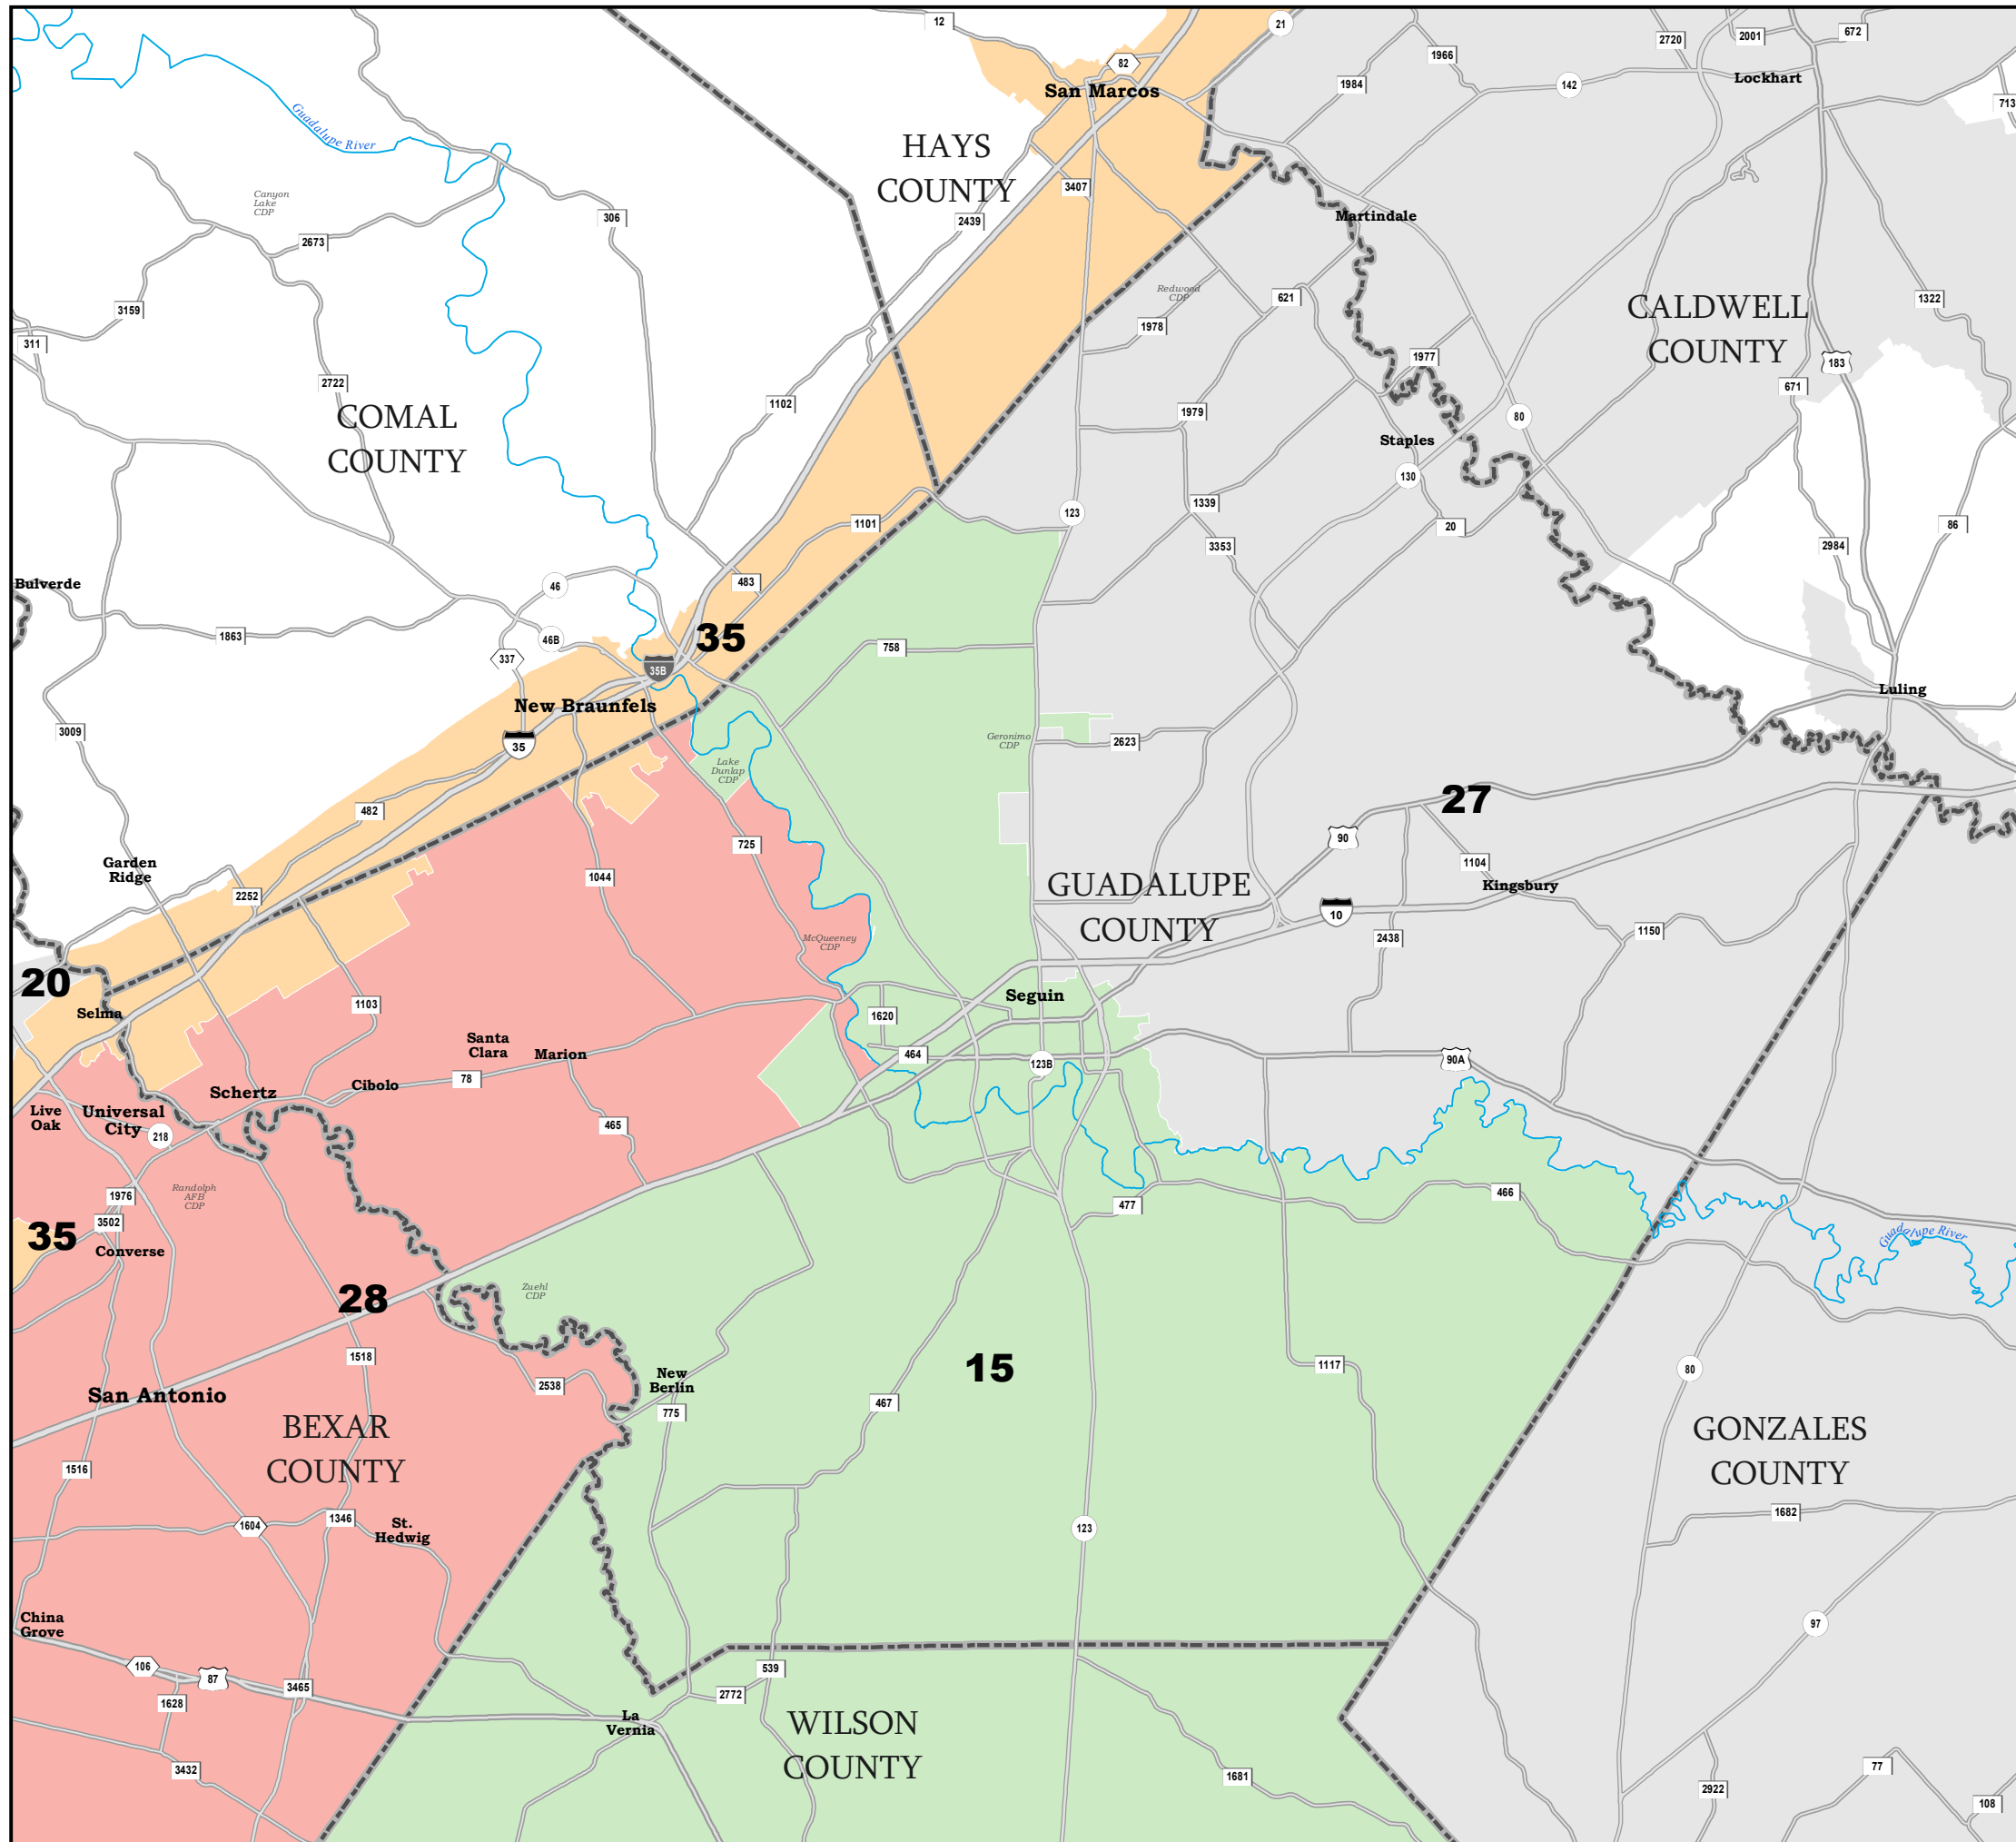 12
21
2720
2001
672
1966
82
San Marcos
1984
142
Lockhart
713
Guadalupe River
HAYS
COUNTY
3407
Canyon
Lake
CDP
306
2439
Martindale
2673
Redwood
CDP
621
1322
CALDWELL
COUNTY
3159
1978
311
1977
183
2722
671
1102
COMAL
COUNTY
1979
80
Staples
130
123
1339
1101
20
86
3353
2984
Bulverde
46
483
1863
46B
35
758
337
35B
Luling
New Braunfels
3009
35
Geronimo
CDP
2623
Lake
Dunlap
CDP
27
482
90
725
Garden
Ridge
1044
1104
Kingsbury
GUADALUPE
COUNTY
2252
10
McQueeney
CDP
2438
1150
20
Seguin
1103
Selma
1620
Santa
Clara
Marion
464
123B
90A
78
Cibolo
Schertz
Live
Oak
Universal
City
218
465
Randolph
AFB
CDP
1976
477
466
3502
35
Converse
Guadalupe River
Zuehl
CDP
28
1518
15
1117
80
New
Berlin
2538
San Antonio
467
775
BEXAR
COUNTY
GONZALES
COUNTY
1516
1682
1604
1346
St.
Hedwig
123
China
Grove
97
106
87
539
3465
2772
1628
La
Vernia
WILSON
COUNTY
3432
1681
77
2922
108